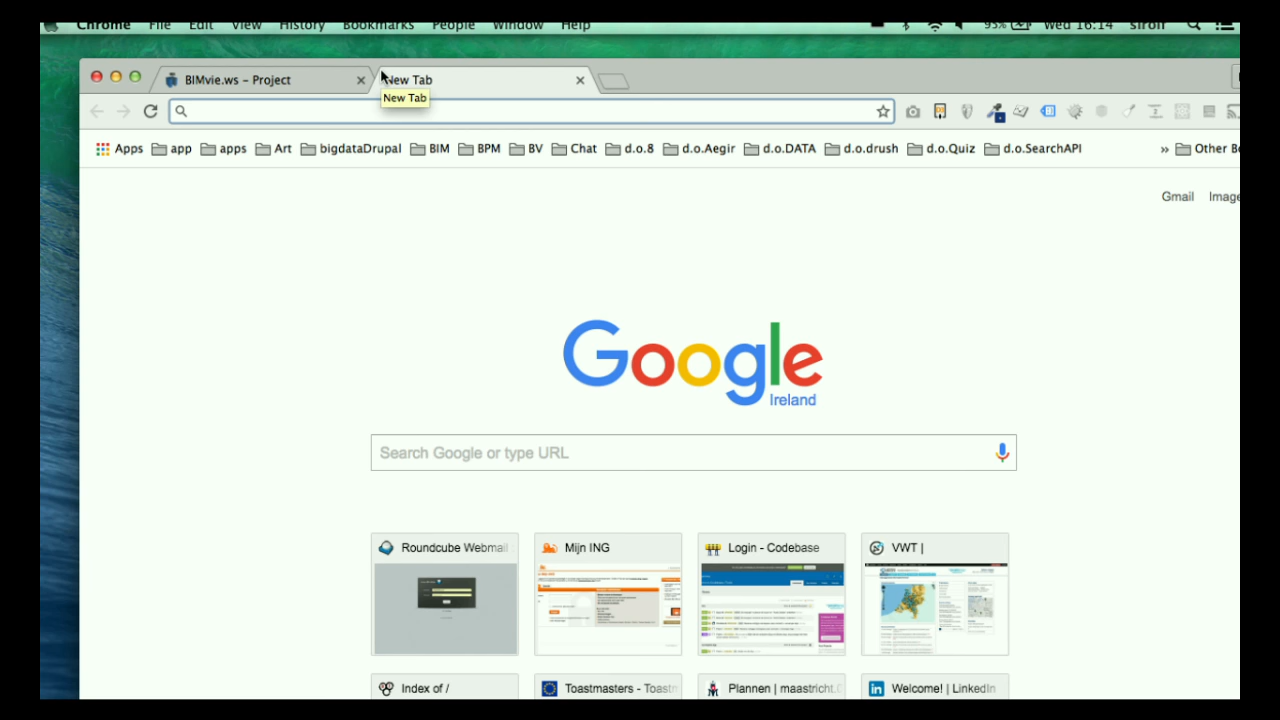 Chrome File Edit View History Bookmarks People Window Help 95% Wed 16:14 siroif
BIMvie.ws – Project New Tab
New Tab
Apps app apps Art bigdataDrupal BIM BPM BV Chat d.o.8 d.o.Aegir d.o.DATA d.o.drush d.o.Quiz d.o.SearchAPI » Other B
Gmail Image
Google
Ireland
Search Google or type URL
Roundcube Webmail Mijn ING Login - Codebase VWT |
Index of / Toastmasters - Toastm Plannen | maastricht. Welcome! | LinkedIn